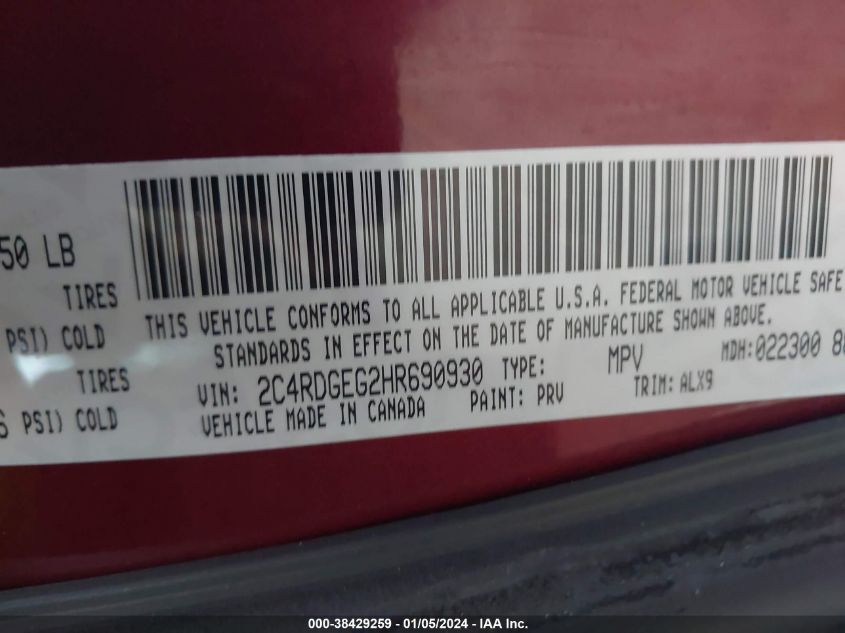 50 LB
TIRES
PSI) COLD
TIRES
PSI) COLD
THIS VEHICLE CONFORMS TO ALL APPLICABLE U.S.A. FEDERAL MOTOR VEHICLE SAFE
STANDARDS IN EFFECT ON THE DATE OF MANUFACTURE SHOWN ABOVE.
VIN: 2C4RDGEG2HR690930 TYPE: MPV MDH:022300
VEHICLE MADE IN CANADA PAINT: PRV TRIM: ALX9
000-38429259 - 01/05/2024 - IAA Inc.